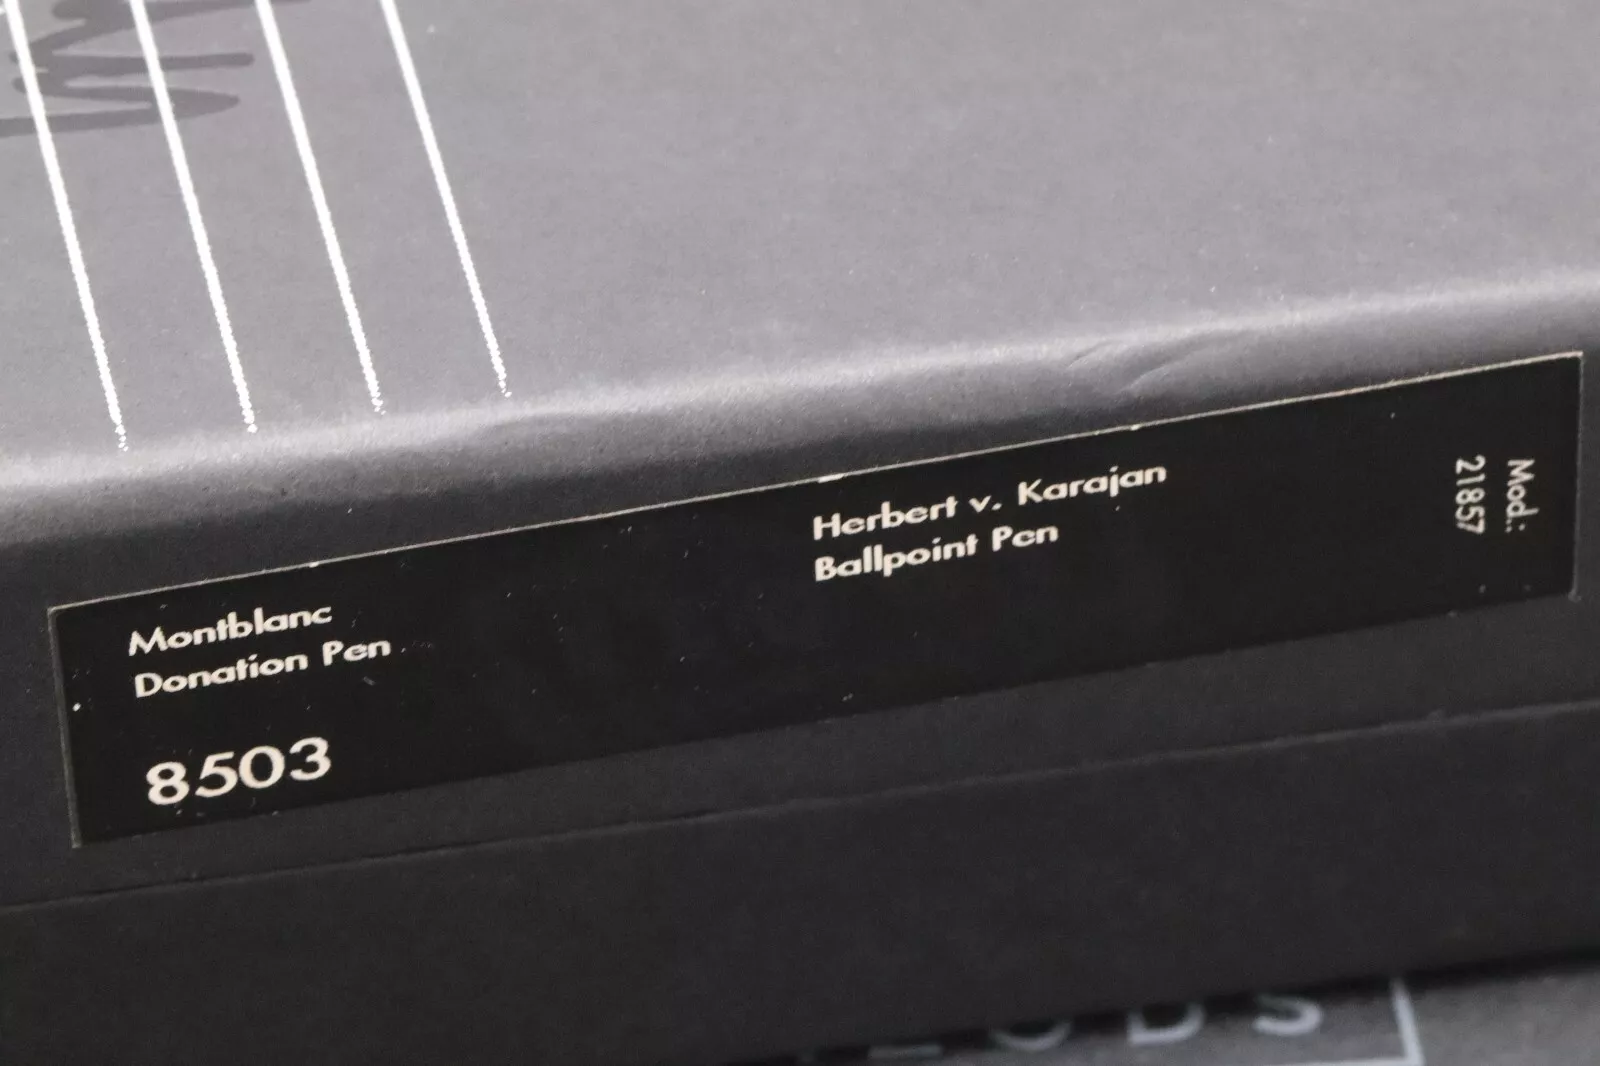 Montblanc
Donation Pen
8503
Herbert v. Karajan
Ballpoint Pen
Mod.:
21857